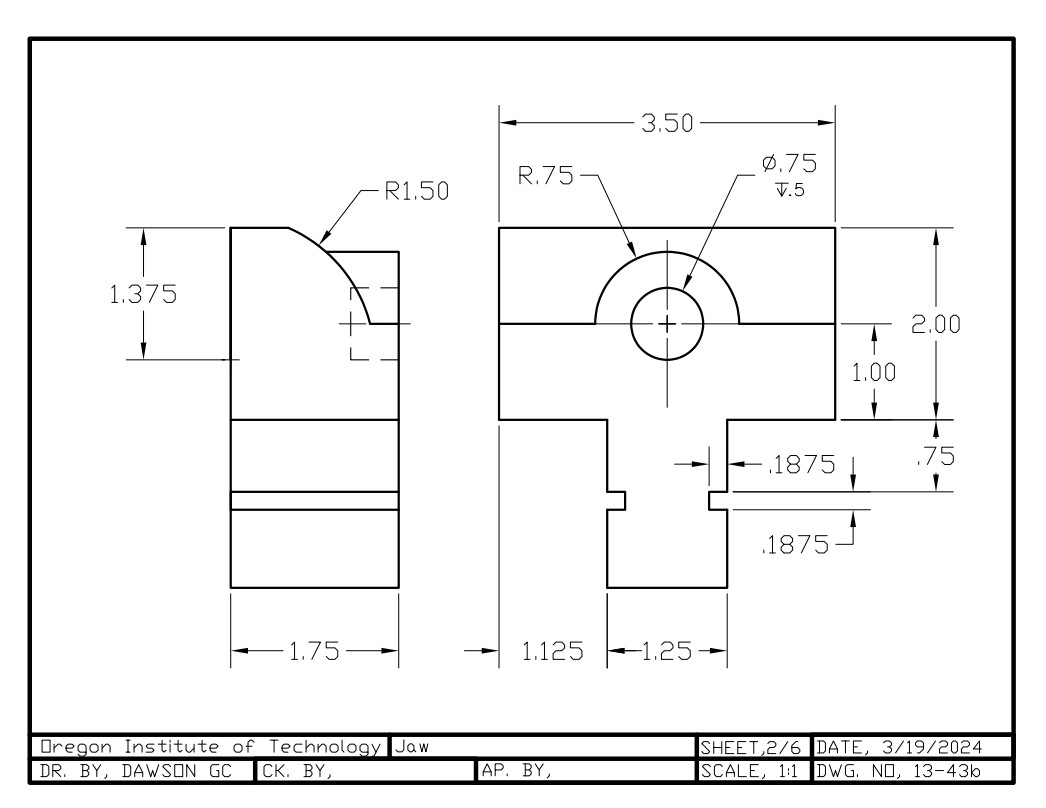 3.50
R.75
Ø.75
↧.5
R1.50
1.375
2.00
1.00
.1875
.75
.1875
1.75
1.125
1.25
Oregon Institute of Technology
Jaw
SHEET,2/6
DATE, 3/19/2024
DR. BY, DAWSON GC
CK. BY,
AP. BY,
SCALE, 1:1
DWG. NO, 13-43b